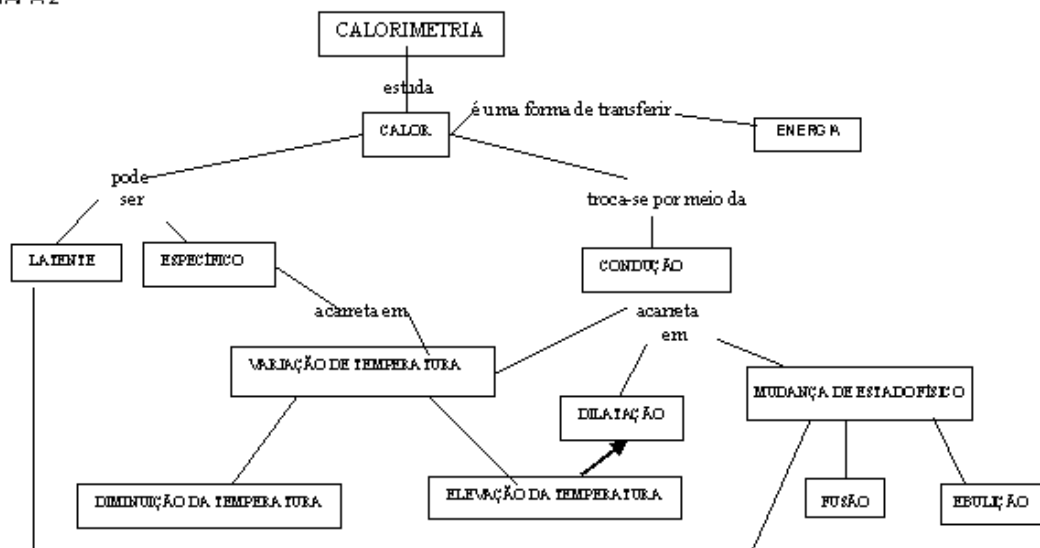 CALORIMETRIA
estuda
é uma forma de transferir
CALOR
ENERGIA
pode
ser
troca-se por meio da
LATENTE
ESPECÍFICO
CONDUÇÃO
acarreta em
acarreta
em
VARIAÇÃO DE TEMPERATURA
MUDANÇA DE ESTADO FÍSICO
DILATAÇÃO
DIMINUIÇÃO DA TEMPERATURA
ELEVAÇÃO DA TEMPERATURA
FUSÃO
EBULIÇÃO